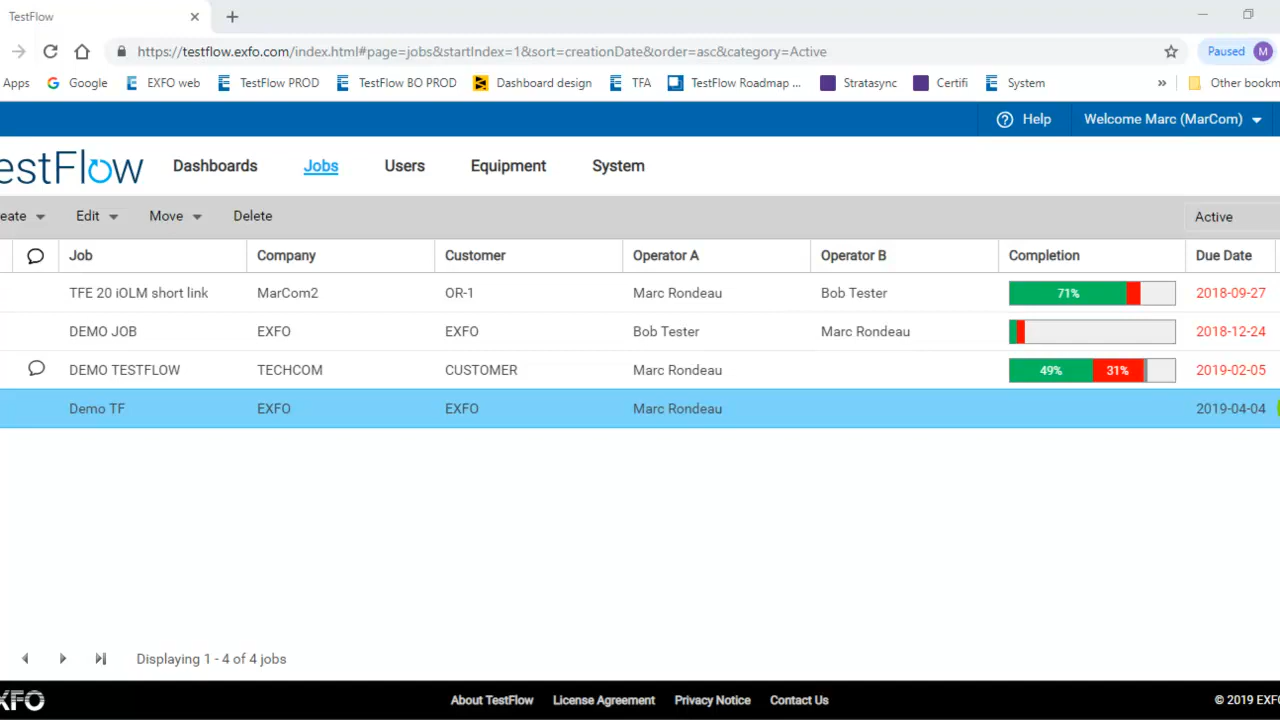 TestFlow
https://testflow.exfo.com/index.html#page=jobs&startIndex=1&sort=creationDate&order=asc&category=Active
Paused M
Apps Google EXFO web TestFlow PROD TestFlow BO PROD Dashboard design TFA TestFlow Roadmap ... Stratasync Certifi System » Other bookm
Help Welcome Marc (MarCom)
estFlow Dashboards Jobs Users Equipment System
eate Edit Move Delete Active
Job Company Customer Operator A Operator B Completion Due Date
TFE 20 iOLM short link MarCom2 OR-1 Marc Rondeau Bob Tester 71% 2018-09-27
DEMO JOB EXFO EXFO Bob Tester Marc Rondeau 2018-12-24
DEMO TESTFLOW TECHCOM CUSTOMER Marc Rondeau 49% 31% 2019-02-05
Demo TF EXFO EXFO Marc Rondeau 2019-04-04
Displaying 1 - 4 of 4 jobs
XFO About TestFlow License Agreement Privacy Notice Contact Us © 2019 EXFO